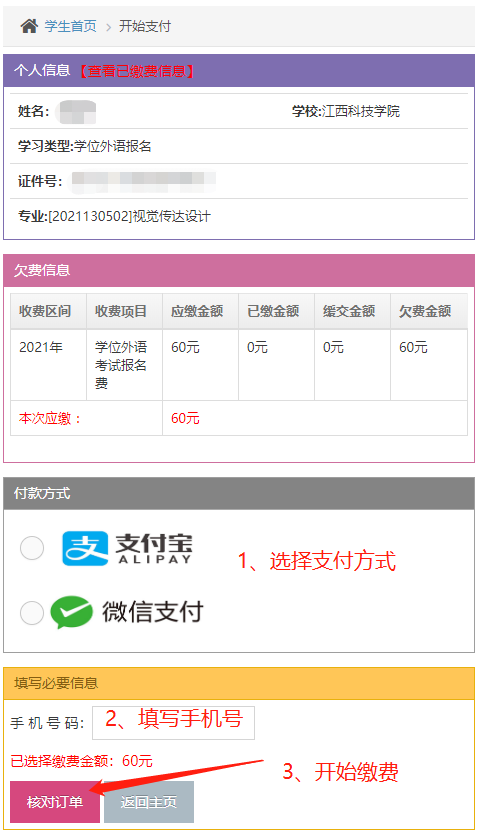 学生首页 > 开始支付
个人信息【查看已缴费信息】
姓名: 学校:江西科技学院
学习类型:学位外语报名
证件号:
专业:[2021130502]视觉传达设计
欠费信息
收费区间 收费项目 应缴金额 已缴金额 缓交金额 欠费金额
2021年 学位外语 60元 0元 0元 60元
考试报名
费
本次应缴: 60元
付款方式
支付宝
ALIPAY
1、选择支付方式
微信支付
填写必要信息
手机号码: 2、填写手机号
已选择缴费金额: 60元
3、开始缴费
核对订单 返回主页